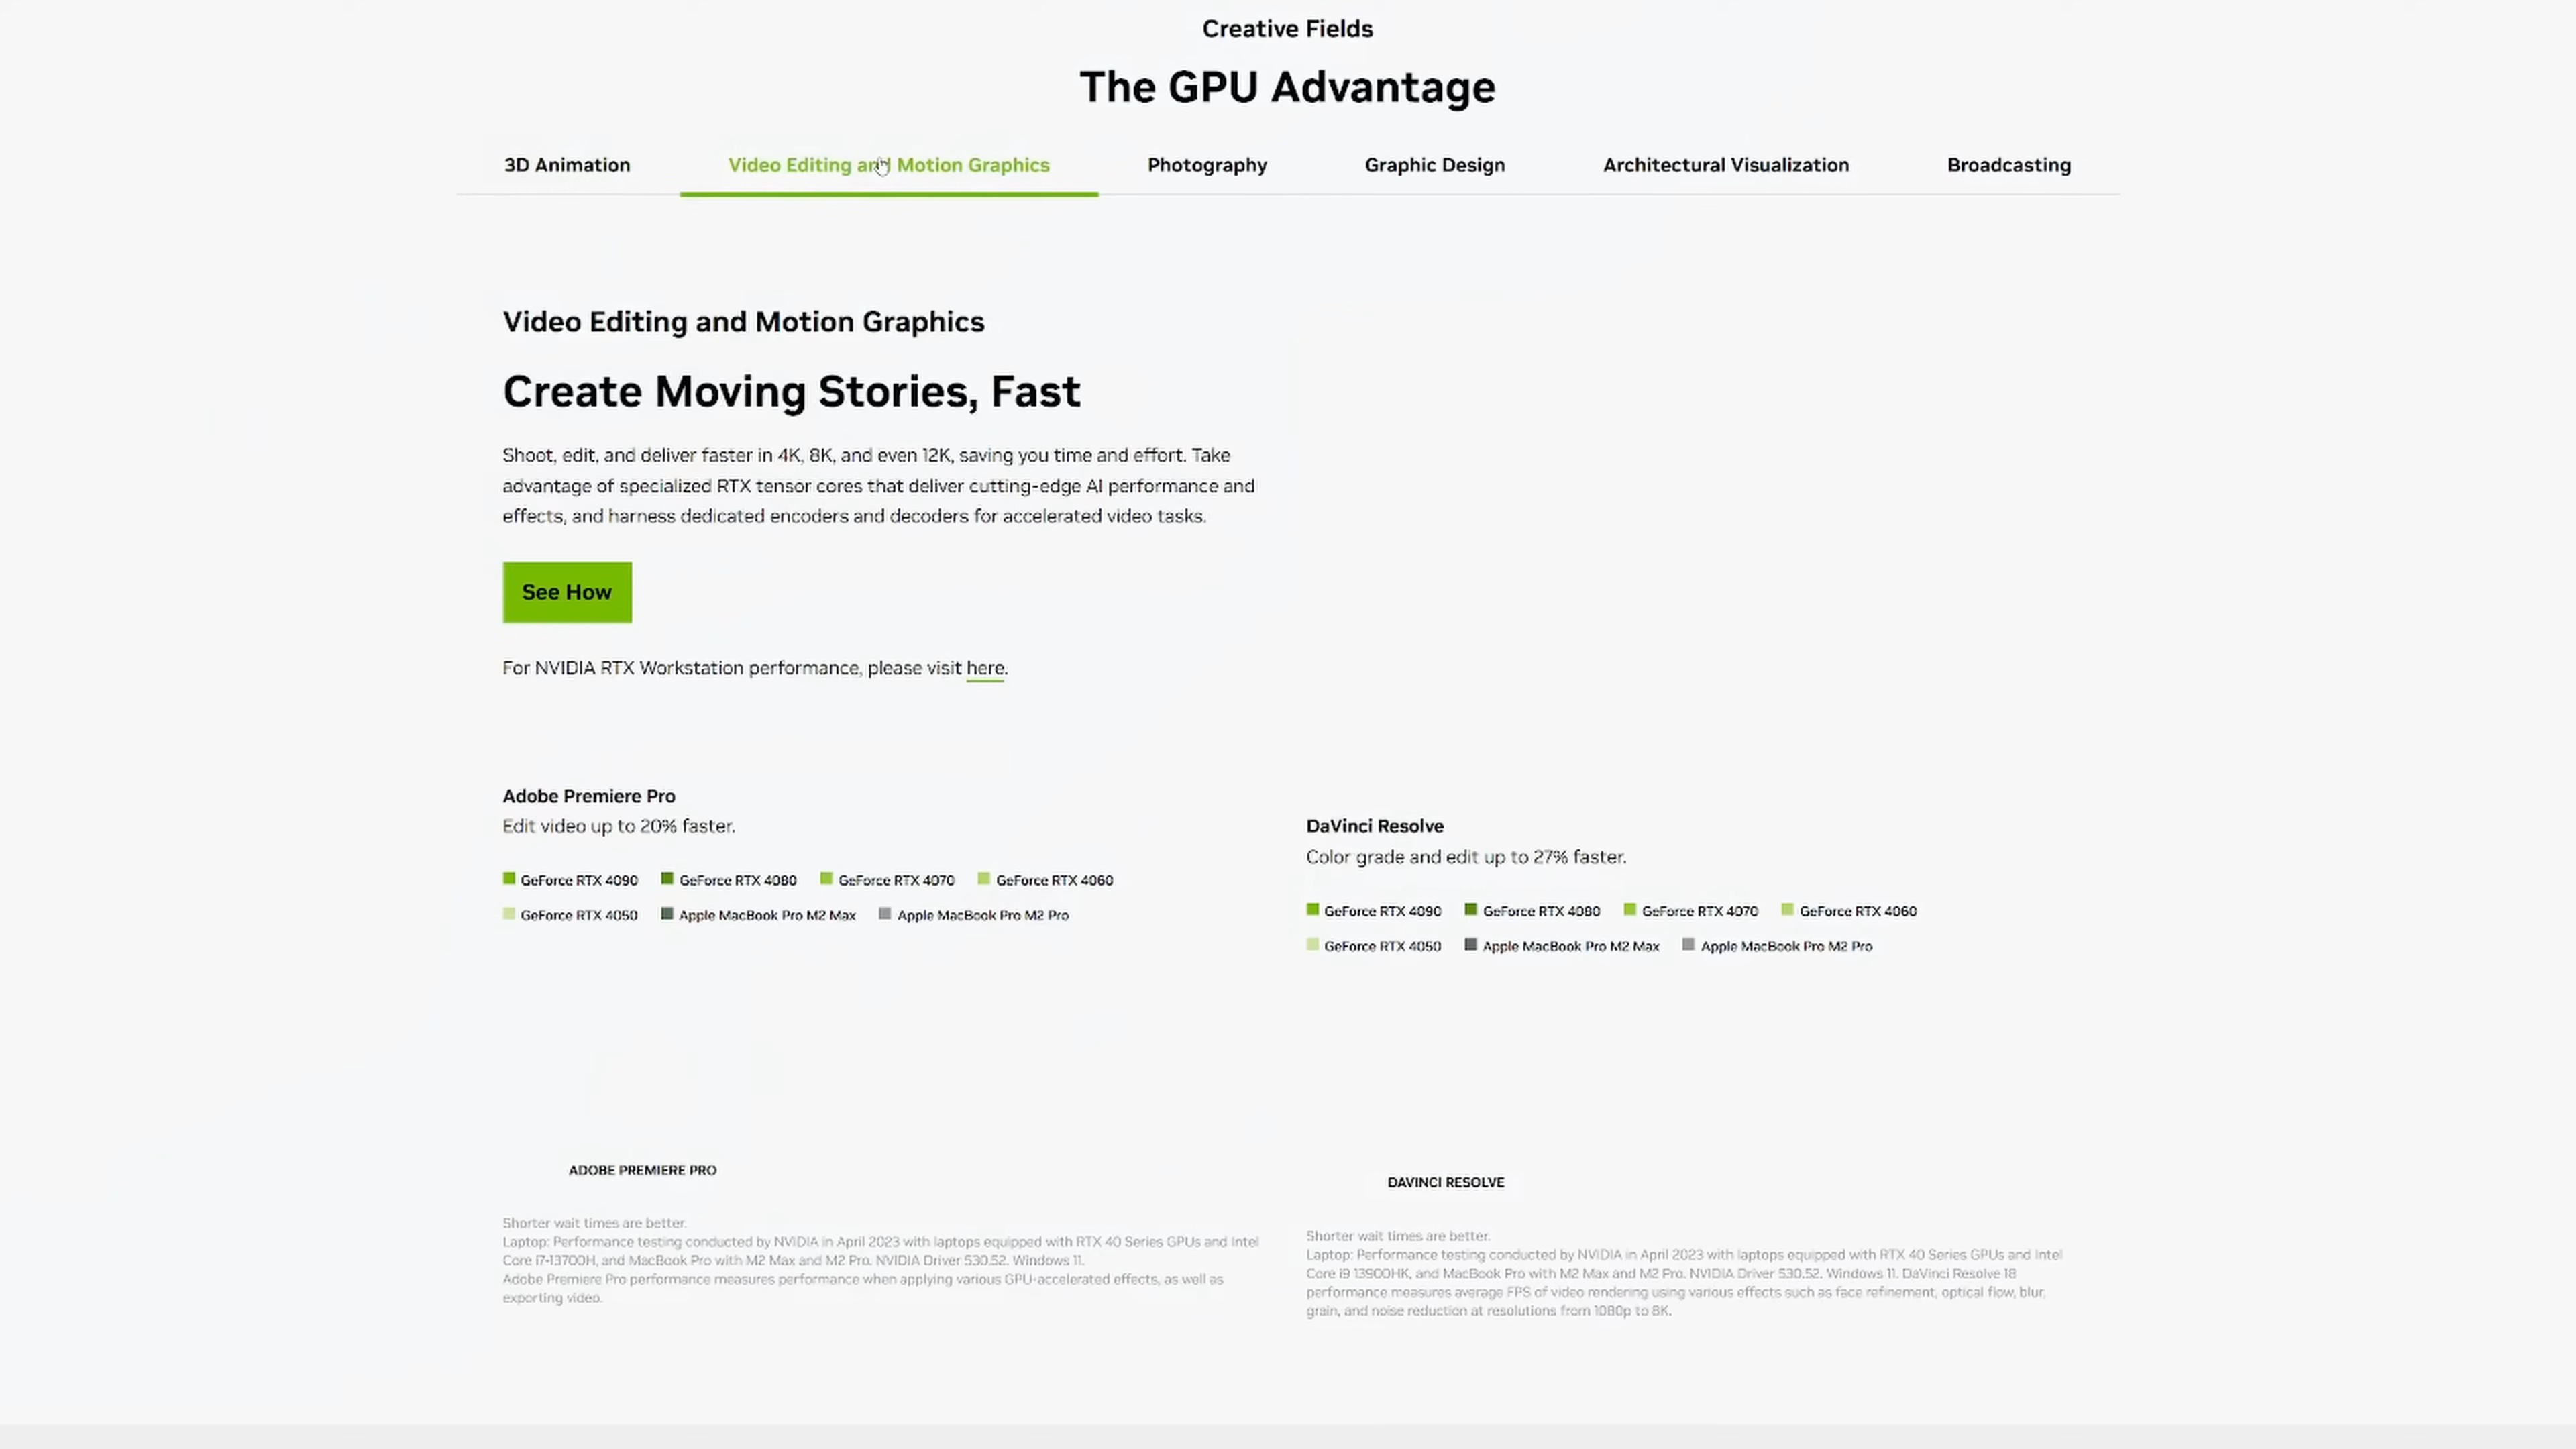 Creative Fields
The GPU Advantage
3D Animation
Video Editing and Motion Graphics
Photography
Graphic Design
Architectural Visualization
Broadcasting
Video Editing and Motion Graphics
Create Moving Stories, Fast
Shoot, edit, and deliver faster in 4K, 8K, and even 12K, saving you time and effort. Take
advantage of specialized RTX tensor cores that deliver cutting-edge AI performance and
effects, and harness dedicated encoders and decoders for accelerated video tasks.
See How
For NVIDIA RTX Workstation performance, please visit here.
Adobe Premiere Pro
Edit video up to 20% faster.
GeForce RTX 4090 GeForce RTX 4080 GeForce RTX 4070 GeForce RTX 4060
GeForce RTX 4050 Apple MacBook Pro M2 Max Apple MacBook Pro M2 Pro
ADOBE PREMIERE PRO
Shorter wait times are better.
Laptop: Performance testing conducted by NVIDIA in April 2023 with laptops equipped with RTX 40 Series GPUs and Intel
Core i7-13700H, and MacBook Pro with M2 Max and M2 Pro. NVIDIA Driver 530.52. Windows 11.
Adobe Premiere Pro performance measures performance when applying various GPU-accelerated effects, as well as
exporting video.
DaVinci Resolve
Color grade and edit up to 27% faster.
GeForce RTX 4090 GeForce RTX 4080 GeForce RTX 4070 GeForce RTX 4060
GeForce RTX 4050 Apple MacBook Pro M2 Max Apple MacBook Pro M2 Pro
DAVINCI RESOLVE
Shorter wait times are better.
Laptop: Performance testing conducted by NVIDIA in April 2023 with laptops equipped with RTX 40 Series GPUs and Intel
Core i9 13900HK, and MacBook Pro with M2 Max and M2 Pro. NVIDIA Driver 530.52. Windows 11. DaVinci Resolve 18
performance measures average FPS of video rendering using various effects such as face refinement, optical flow, blur,
grain, and noise reduction at resolutions from 1080p to 8K.